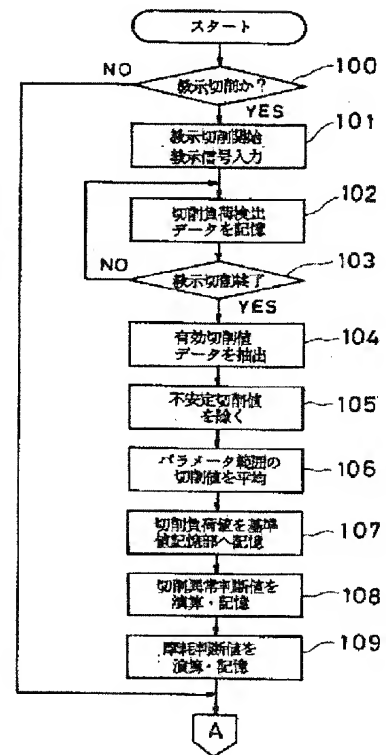 スタート
教示切削か?
100
NO
YES
教示切削開始
教示信号入力
101
切削負荷検出
データを記憶
102
教示切削終了
103
NO
YES
有効切削値
データを抽出
104
不安定切削値
を除く
105
パラメータ範囲の
切削値を平均
106
切削負荷値を基準
値記憶部へ記憶
107
切削異常判断値を
演算・記憶
108
摩耗判断値を
演算・記憶
109
A